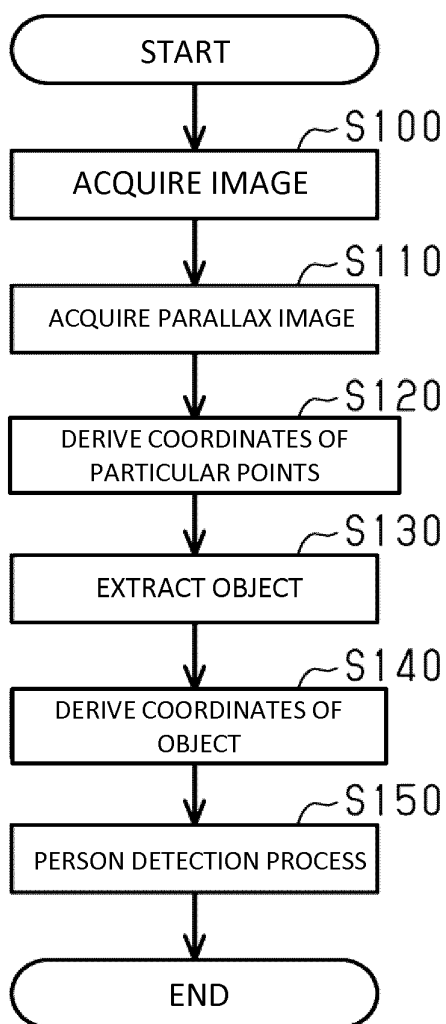 START
S100
ACQUIRE IMAGE
S110
ACQUIRE PARALLAX IMAGE
S120
DERIVE COORDINATES OF
PARTICULAR POINTS
S130
EXTRACT OBJECT
S140
DERIVE COORDINATES OF
OBJECT
S150
PERSON DETECTION PROCESS
END